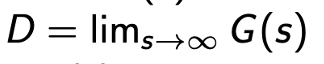 D = lim_{s→∞} G(s)